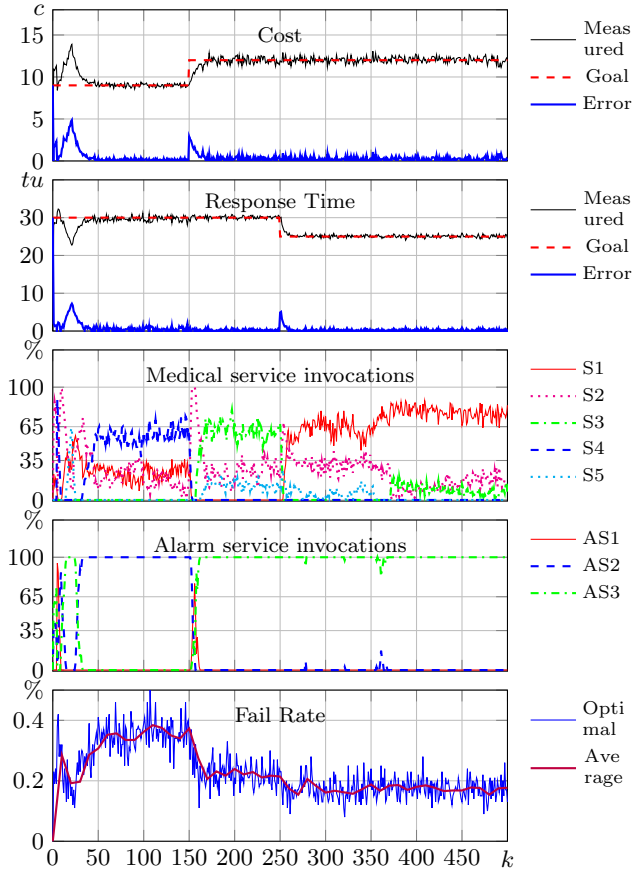 c
Cost
15
10
5
0
Meas
ured
Goal
Error
tu
Response Time
40
30
20
10
0
Meas
ured
Goal
Error
%
Medical service invocations
100
65
35
0
S1
S2
S3
S4
S5
%
Alarm service invocations
100
65
35
0
AS1
AS2
AS3
%
Fail Rate
0.4
0.2
0
Opti
mal
Ave
rage
0 50 100 150 200 250 300 350 400 450 k